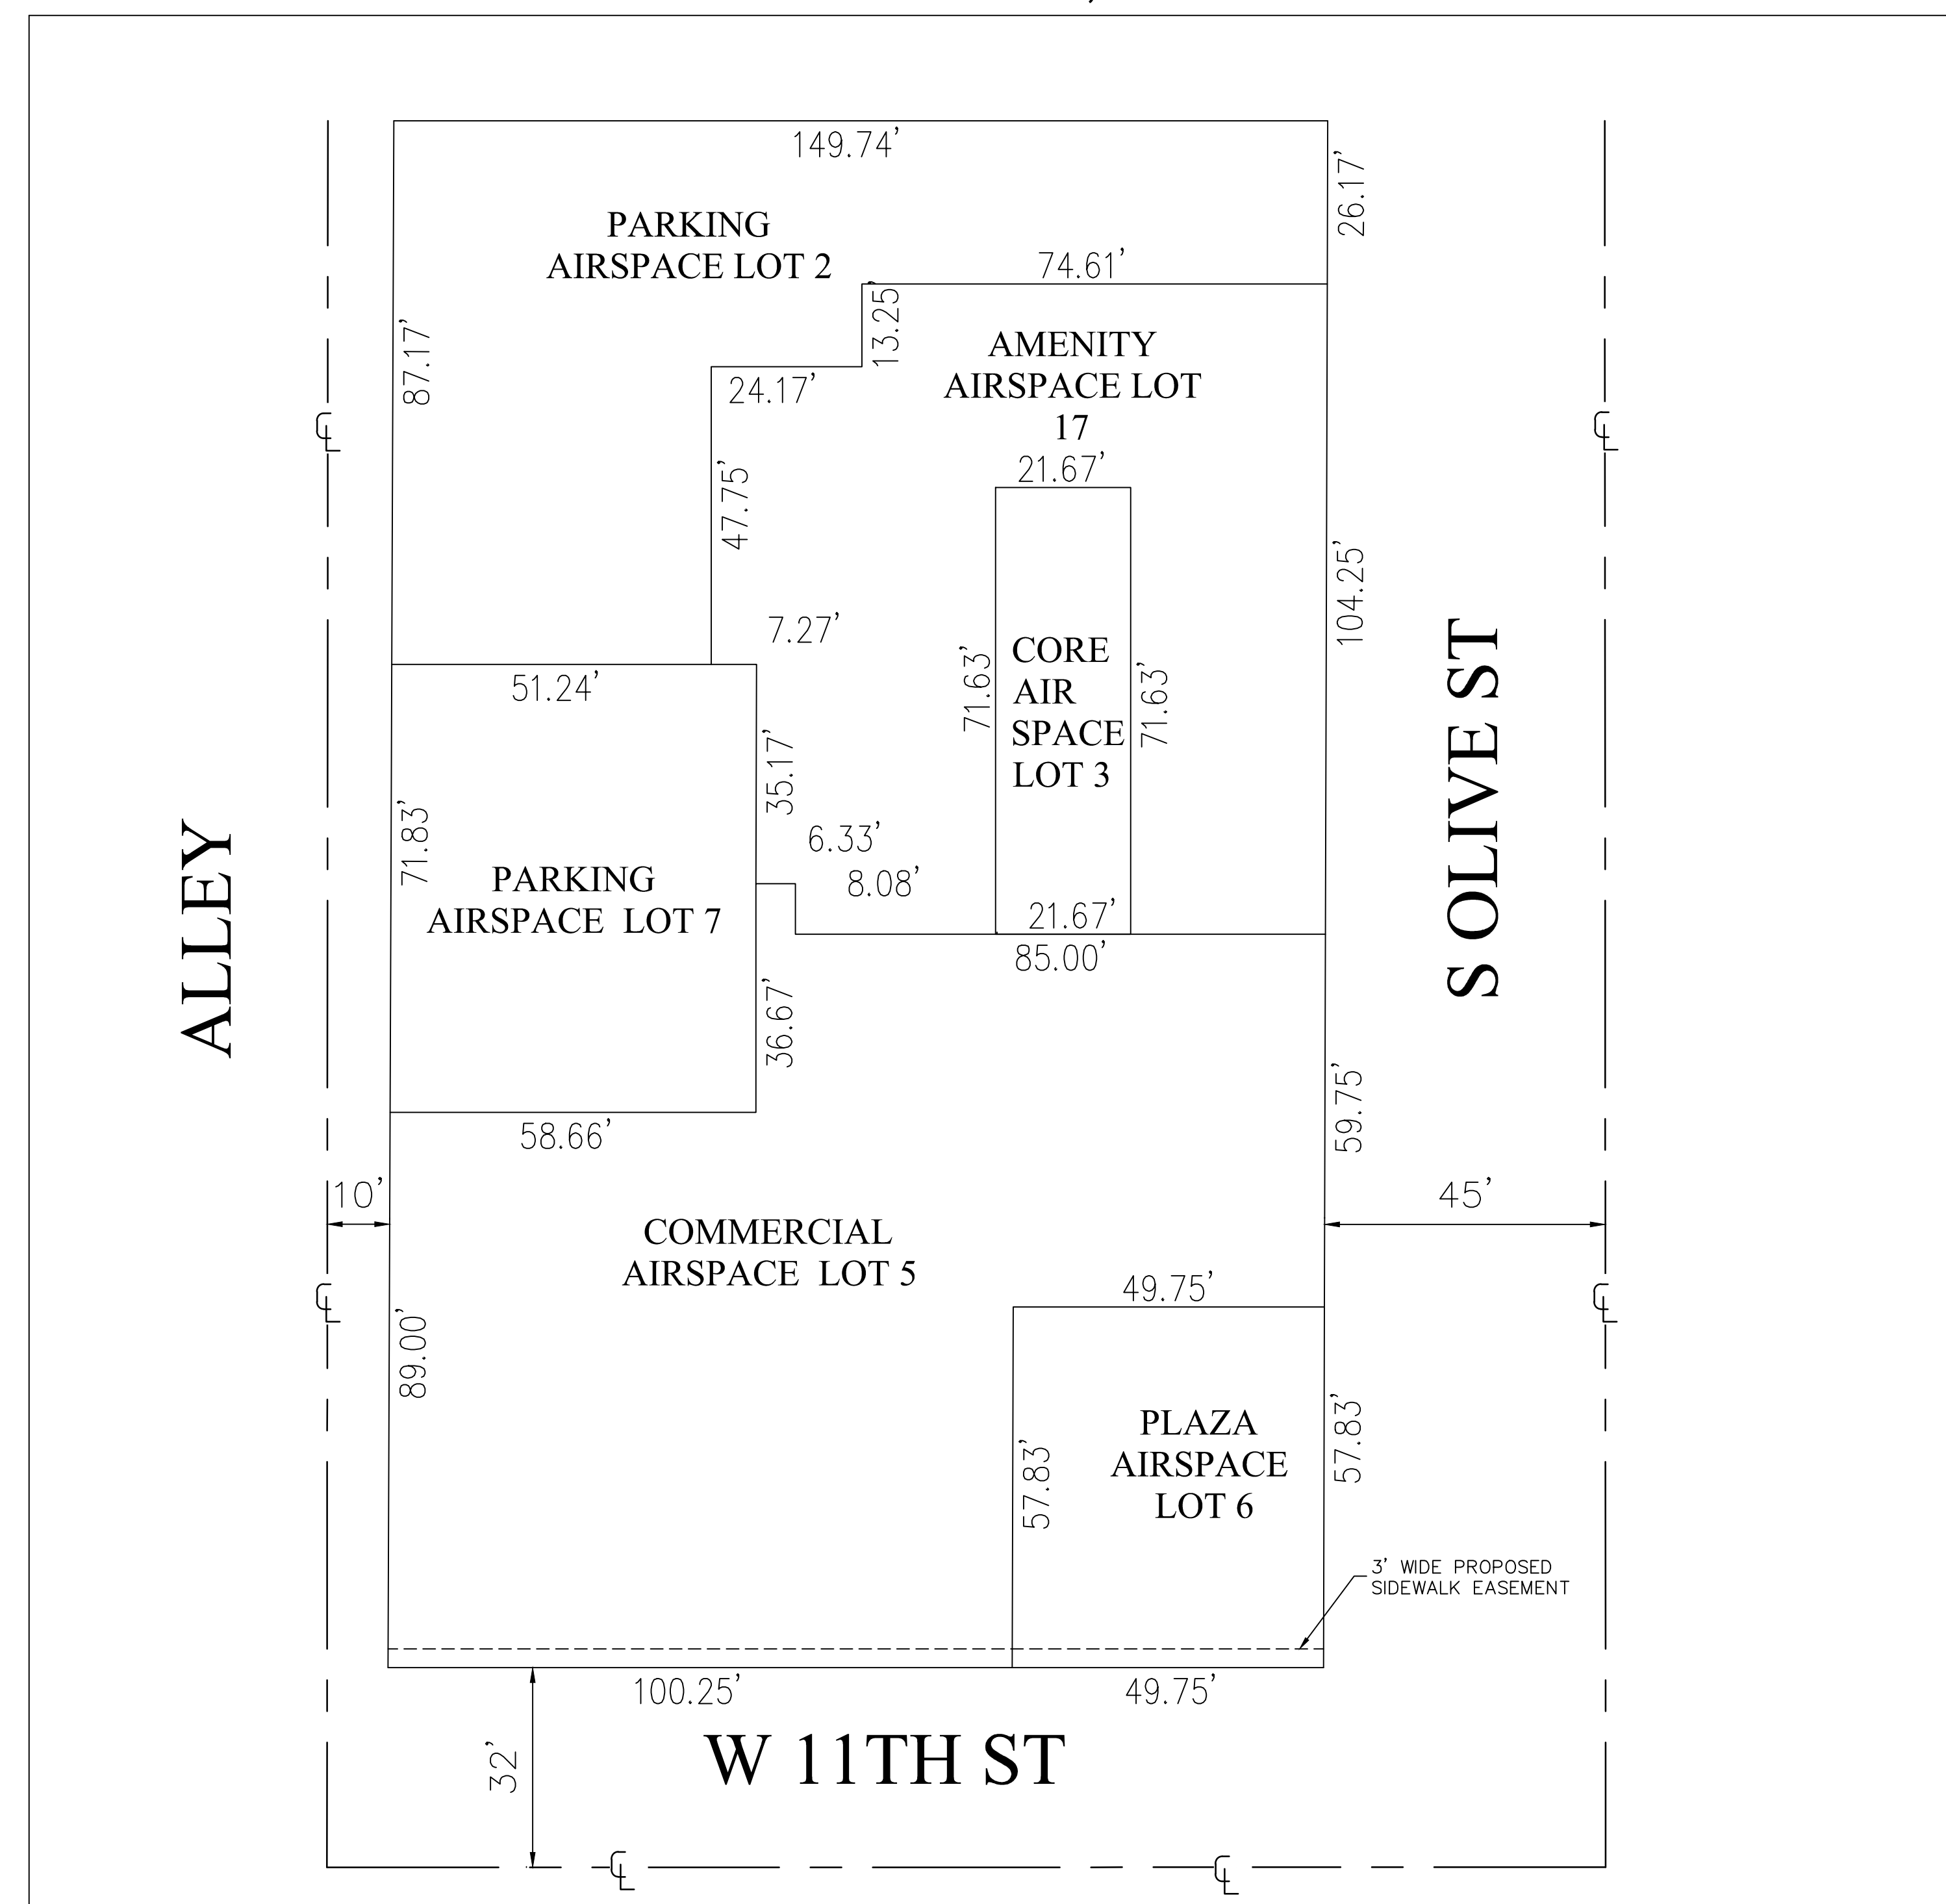 149.74'
26.17'
PARKING
AIRSPACE LOT 2
74.61'
13.25'
87.17'
24.17'
AMENITY
AIRSPACE LOT
17
21.67'
47.75'
104.25'
7.27'
71.63'
CORE
AIR
SPACE
LOT 3
71.63'
51.24'
35.17'
S OLIVE ST
ALLEY
71.83'
6.33'
8.08'
PARKING
AIRSPACE LOT 7
21.67'
85.00'
36.67'
59.75'
58.66'
10'
45'
COMMERCIAL
AIRSPACE LOT 5
49.75'
89.00'
57.83'
PLAZA
AIRSPACE
LOT 6
57.83'
3' WIDE PROPOSED
SIDEWALK EASEMENT
100.25'
49.75'
32'
W 11TH ST